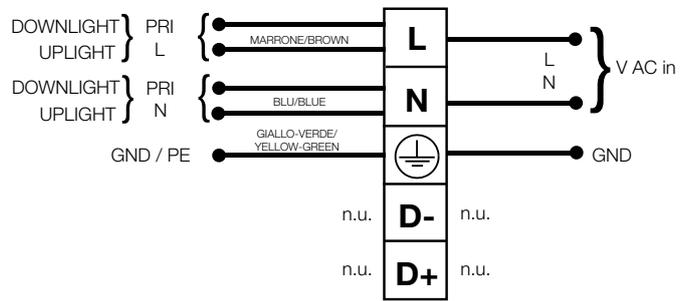 DOWNLIGHT } PRI {
UPLIGHT L
MARRONE/BROWN
L
L
N
} V AC in
DOWNLIGHT } PRI {
UPLIGHT N
BLU/BLUE
N
GIALLO-VERDE/
YELLOW-GREEN
GND / PE
GND
n.u. D- n.u.
n.u. D+ n.u.